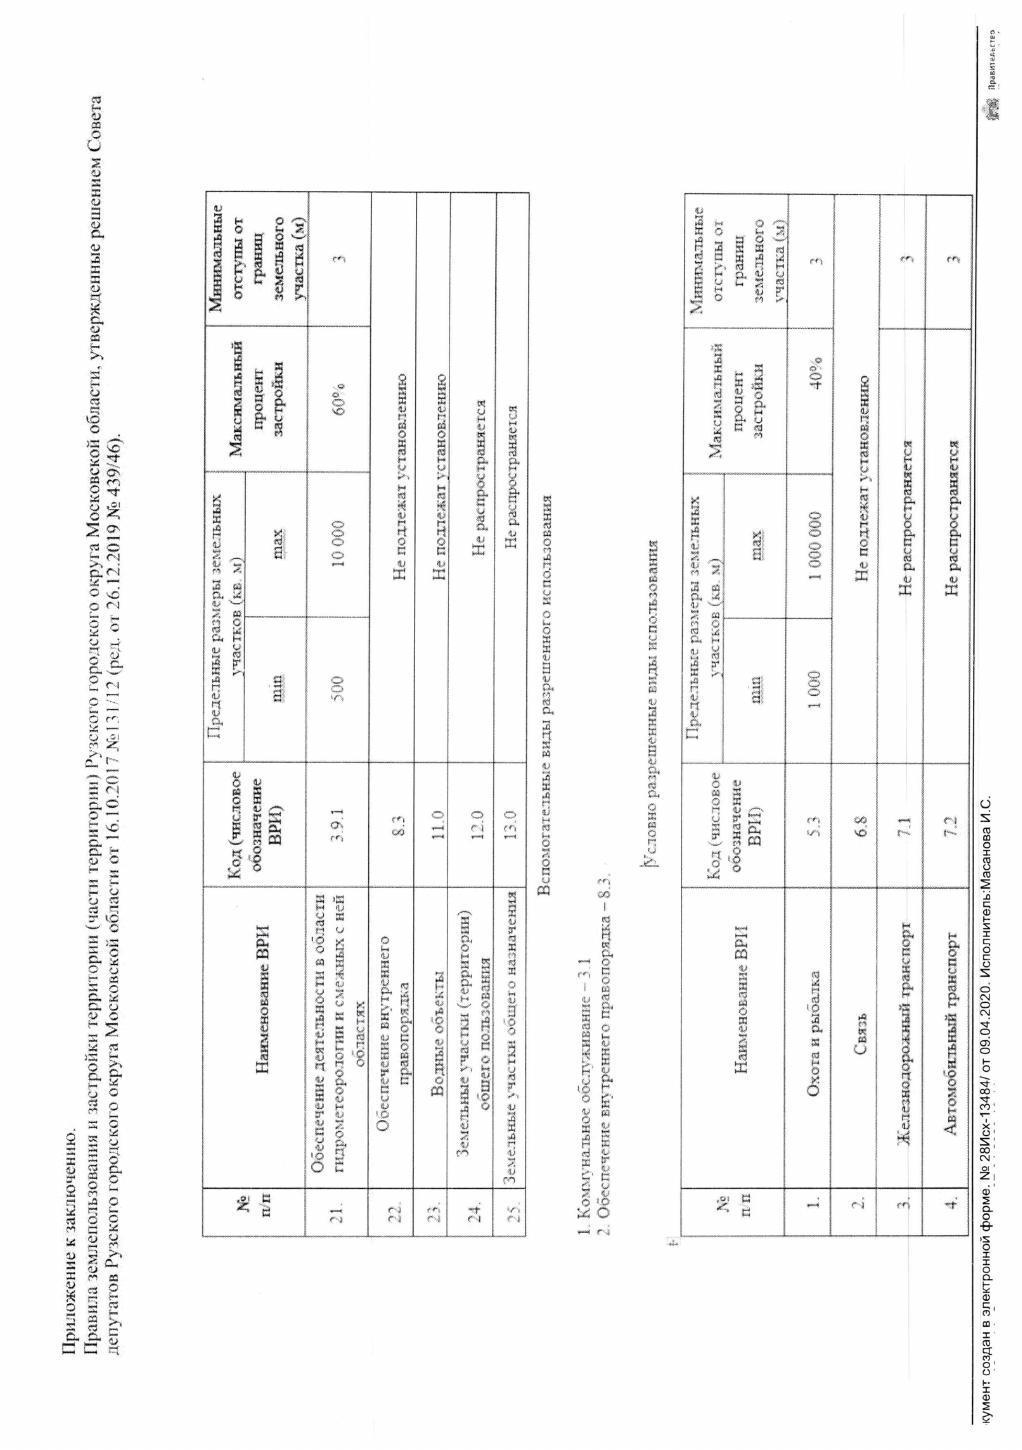 Приложение к заключению.
Правила землепользования и застройки территории (части территории) Рузского городского округа Московской области, утвержденные решением Совета
депутатов Рузского городского округа Московской области от 16.10.2017 №131/12 (ред. от 26.12.2019 № 439/46).
№ п/п | Наименование ВРИ | Код (числовое обозначение ВРИ) | Предельные размеры земельных участков (кв. м) | Максимальный процент застройки | Минимальные отступы от границ земельного участка (м)
min | max
21. | Обеспечение деятельности в области гидрометеорологии и смежных с ней областях | 3.9.1 | 500 | 10 000 | 60% | 3
22. | Обеспечение внутреннего правопорядка | 8.3 | Не подлежат установлению
23. | Водные объекты | 11.0 | Не подлежат установлению
24. | Земельные участки (территории) общего пользования | 12.0 | Не распространяется
25. | Земельные участки общего назначения | 13.0 | Не распространяется
Вспомогательные виды разрешенного использования
1. Коммунальное обслуживание – 3.1
2. Обеспечение внутреннего правопорядка – 8.3.
Условно разрешенные виды использования
№ п/п | Наименование ВРИ | Код (числовое обозначение ВРИ) | Предельные размеры земельных участков (кв. м) | Максимальный процент застройки | Минимальные отступы от границ земельного участка (м)
min | max
1. | Охота и рыбалка | 5.3 | 1 000 | 1 000 000 | 40% | 3
2. | Связь | 6.8 | Не подлежат установлению
3. | Железнодорожный транспорт | 7.1 | Не распространяется | 3
4. | Автомобильный транспорт | 7.2 | Не распространяется | 3
кумент создан в электронной форме. № 28Исх-13484/ от 09.04.2020. Исполнитель:Масанова И.С.
Правительство